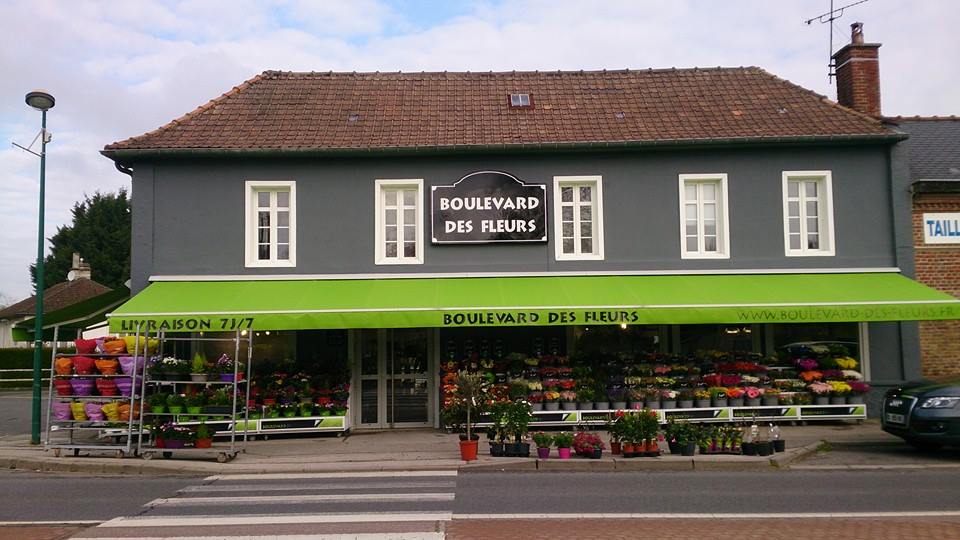 BOULEVARD
DES FLEURS
TAILL
LIVRAISON 7J/7
BOULEVARD DES FLEURS
WWW.BOULEVARD-DES-FLEURS.FR